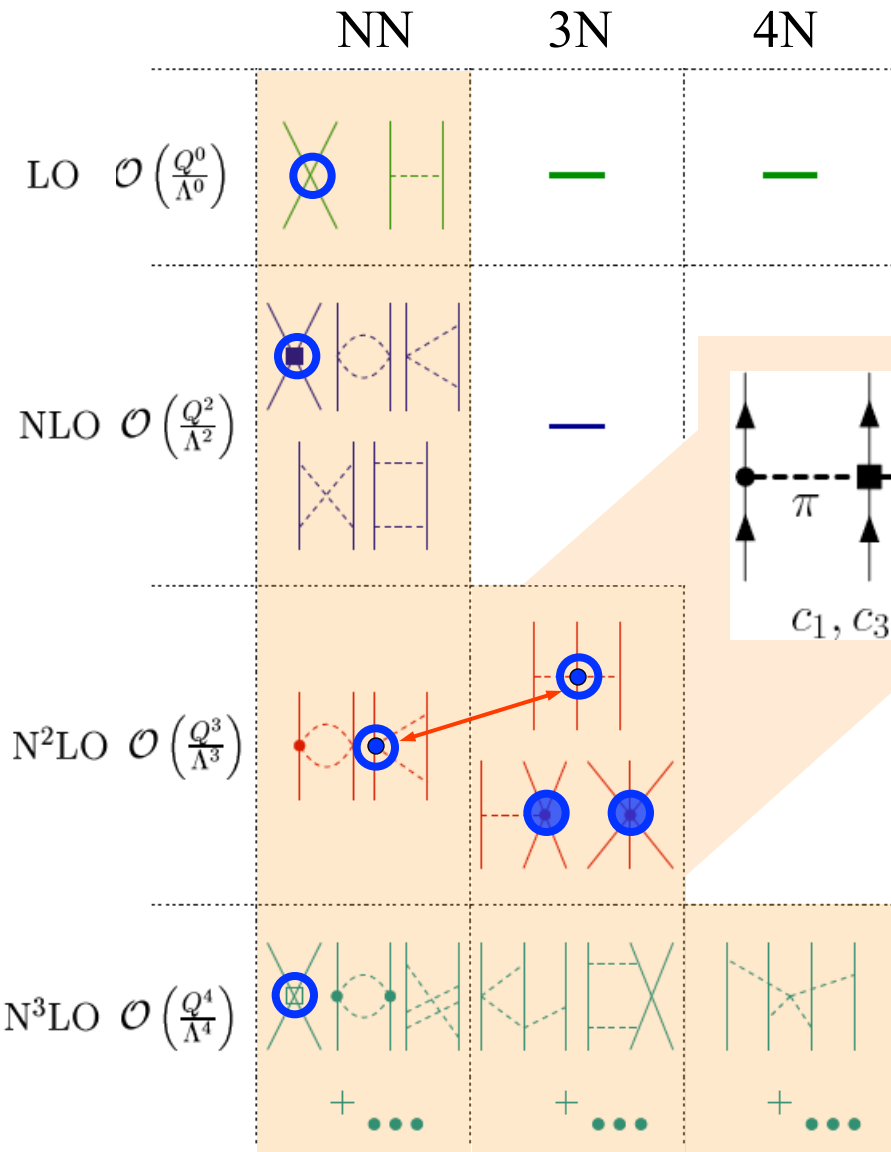 NN 3N 4N
LO 𝒪(Q⁰/Λ⁰)
NLO 𝒪(Q²/Λ²)
π
c₁, c₃
N²LO 𝒪(Q³/Λ³)
N³LO 𝒪(Q⁴/Λ⁴)
+ ... + ... + ...